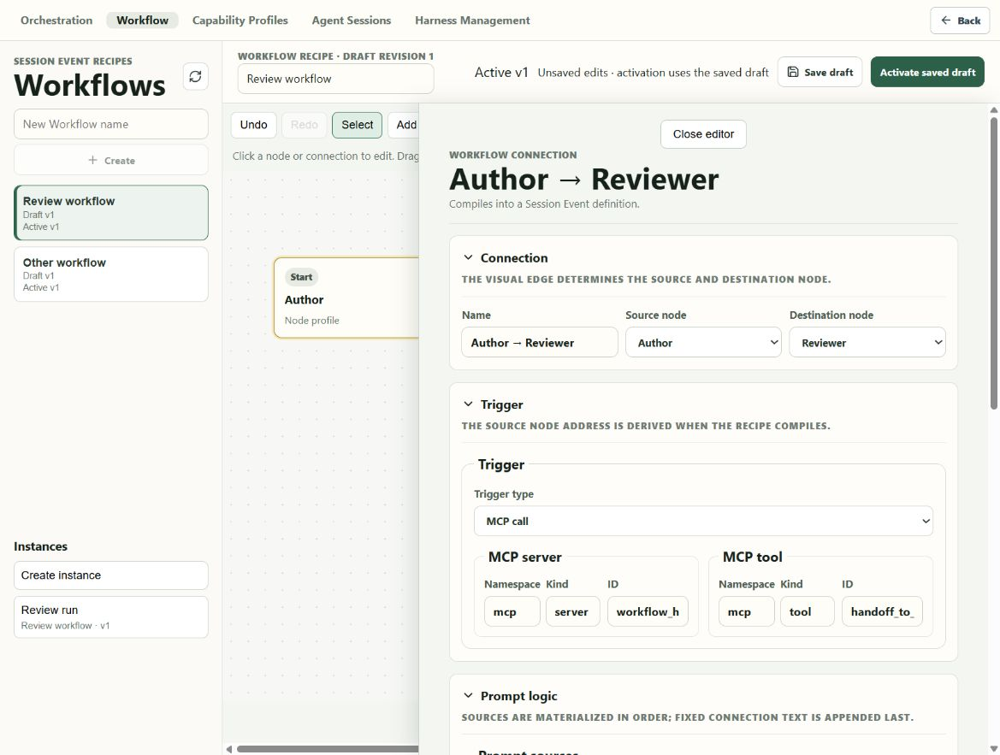 Orchestration Workflow Capability Profiles Agent Sessions Harness Management Back
SESSION EVENT RECIPES
Workflows
New Workflow name
Create
Review workflow
Draft v1
Active v1
Other workflow
Draft v1
Active v1
Instances
Create instance
Review run
Review workflow · v1
WORKFLOW RECIPE · DRAFT REVISION 1
Review workflow
Active v1 Unsaved edits · activation uses the saved draft Save draft Activate saved draft
Undo Redo Select Add
Click a node or connection to edit. Drag
Start
Author
Node profile
Close editor
WORKFLOW CONNECTION
Author → Reviewer
Compiles into a Session Event definition.
Connection
THE VISUAL EDGE DETERMINES THE SOURCE AND DESTINATION NODE.
Name Source node Destination node
Author → Reviewer Author Reviewer
Trigger
THE SOURCE NODE ADDRESS IS DERIVED WHEN THE RECIPE COMPILES.
Trigger
Trigger type
MCP call
MCP server MCP tool
Namespace Kind ID Namespace Kind ID
mcp server workflow_h mcp tool handoff_to_
Prompt logic
SOURCES ARE MATERIALIZED IN ORDER; FIXED CONNECTION TEXT IS APPENDED LAST.
Prompt sources